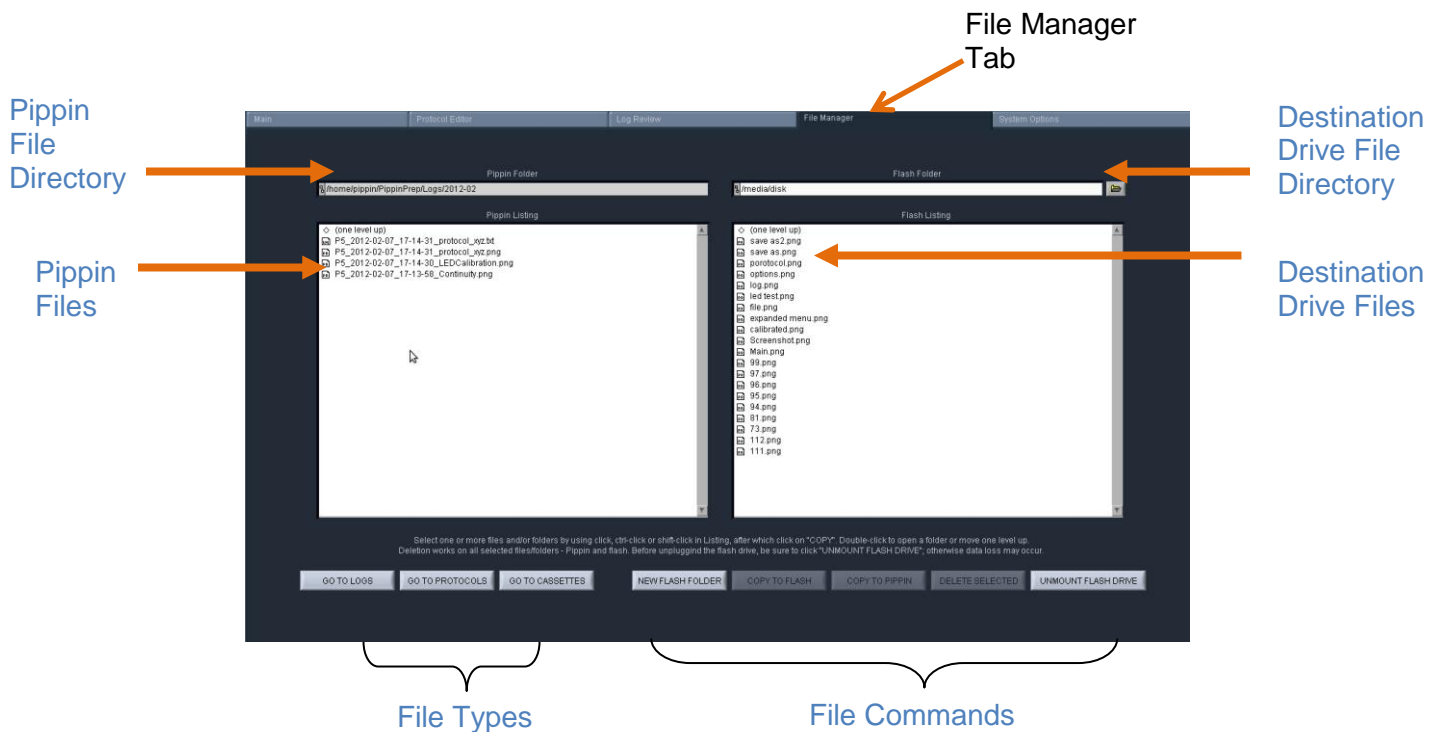 File Manager
Tab
Pippin
File
Directory
Destination
Drive File
Directory
Main
Protocol Editor
Log Review
File Manager
System Options
Pippin Folder
Flash Folder
/home/pippin/PippinPrep/Logs/2012-02
/media/disk
Pippin Listing
Flash Listing
Pippin
Files
(one level up)
P5_2012-02-07_17-14-31_protocol_xyz.txt
P5_2012-02-07_17-14-31_protocol_xyz.png
P5_2012-02-07_17-14-30_LEDCalibration.png
P5_2012-02-07_17-13-58_Continuity.png
(one level up)
save as2.png
save as.png
porotocol.png
options.png
log.png
led test.png
file.png
expanded menu.png
calibrated.png
Screenshot.png
Main.png
99.png
97.png
96.png
95.png
94.png
81.png
73.png
112.png
111.png
Destination
Drive Files
Select one or more files and/or folders by using click, ctrl-click or shift-click in Listing, after which click on "COPY". Double-click to open a folder or move one level up.
Deletion works on all selected files/folders - Pippin and flash. Before unpluggind the flash drive, be sure to click "UNMOUNT FLASH DRIVE"; otherwise data loss may occur.
GO TO LOGS
GO TO PROTOCOLS
GO TO CASSETTES
NEW FLASH FOLDER
COPY TO FLASH
COPY TO PIPPIN
DELETE SELECTED
UNMOUNT FLASH DRIVE
File Types
File Commands